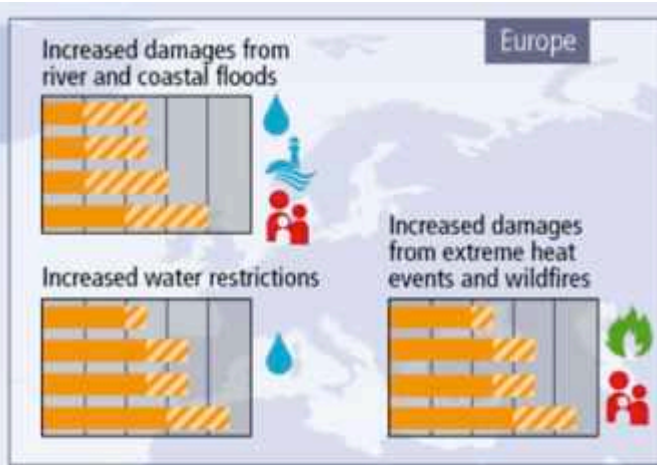 Europe
Increased damages from
river and coastal floods
Increased water restrictions
Increased damages
from extreme heat
events and wildfires